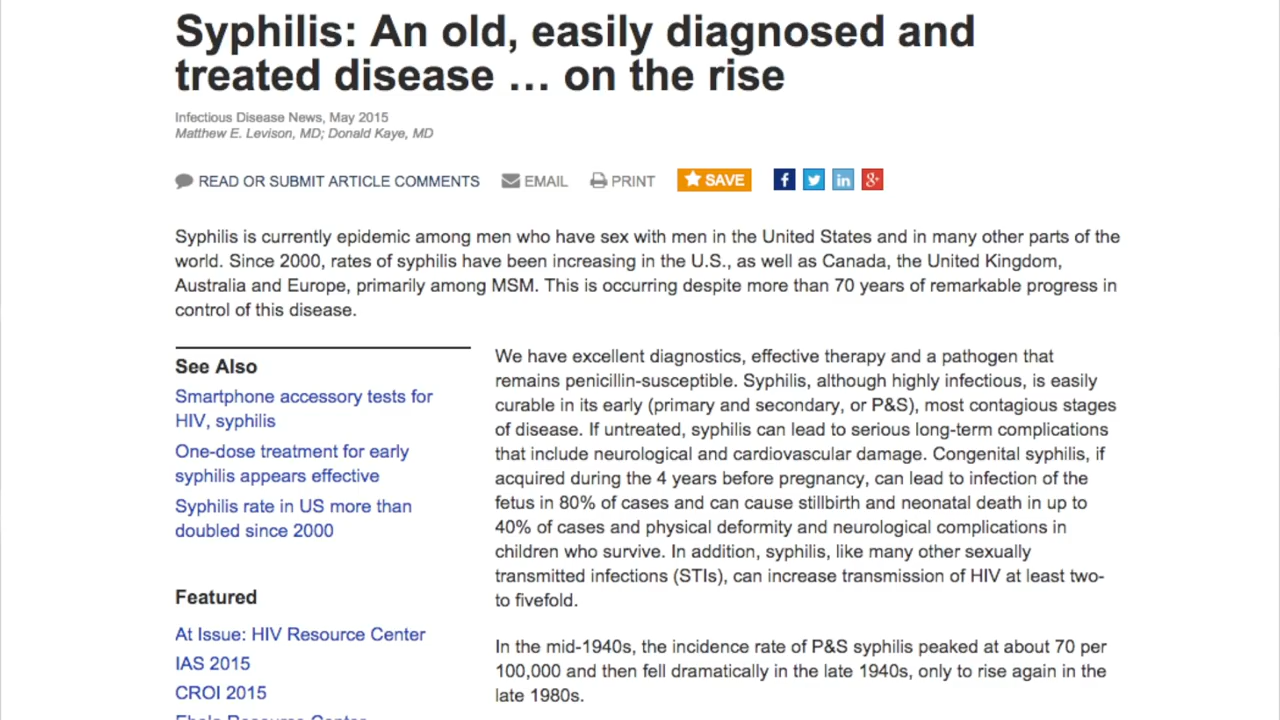 Syphilis: An old, easily diagnosed and
treated disease … on the rise
Infectious Disease News, May 2015
Matthew E. Levison, MD; Donald Kaye, MD
READ OR SUBMIT ARTICLE COMMENTS EMAIL PRINT SAVE f in g+
Syphilis is currently epidemic among men who have sex with men in the United States and in many other parts of the
world. Since 2000, rates of syphilis have been increasing in the U.S., as well as Canada, the United Kingdom,
Australia and Europe, primarily among MSM. This is occurring despite more than 70 years of remarkable progress in
control of this disease.
See Also
Smartphone accessory tests for
HIV, syphilis
One-dose treatment for early
syphilis appears effective
Syphilis rate in US more than
doubled since 2000
Featured
At Issue: HIV Resource Center
IAS 2015
CROI 2015
Ebola Resource Center
We have excellent diagnostics, effective therapy and a pathogen that
remains penicillin-susceptible. Syphilis, although highly infectious, is easily
curable in its early (primary and secondary, or P&S), most contagious stages
of disease. If untreated, syphilis can lead to serious long-term complications
that include neurological and cardiovascular damage. Congenital syphilis, if
acquired during the 4 years before pregnancy, can lead to infection of the
fetus in 80% of cases and can cause stillbirth and neonatal death in up to
40% of cases and physical deformity and neurological complications in
children who survive. In addition, syphilis, like many other sexually
transmitted infections (STIs), can increase transmission of HIV at least two-
to fivefold.
In the mid-1940s, the incidence rate of P&S syphilis peaked at about 70 per
100,000 and then fell dramatically in the late 1940s, only to rise again in the
late 1980s.